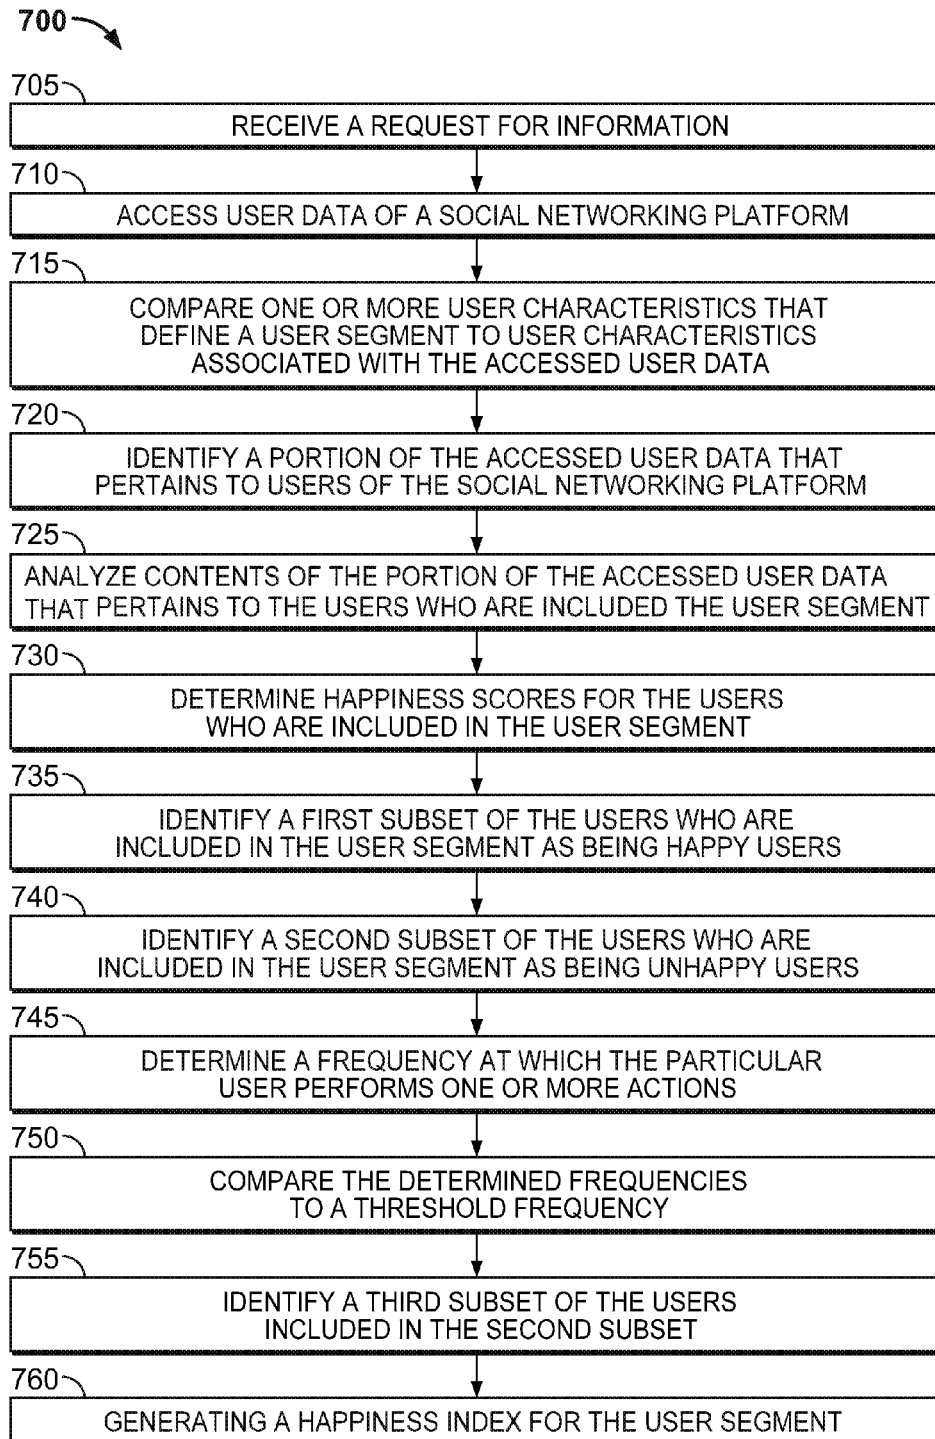 700
705
RECEIVE A REQUEST FOR INFORMATION
710
ACCESS USER DATA OF A SOCIAL NETWORKING PLATFORM
715
COMPARE ONE OR MORE USER CHARACTERISTICS THAT
DEFINE A USER SEGMENT TO USER CHARACTERISTICS
ASSOCIATED WITH THE ACCESSED USER DATA
720
IDENTIFY A PORTION OF THE ACCESSED USER DATA THAT
PERTAINS TO USERS OF THE SOCIAL NETWORKING PLATFORM
725
ANALYZE CONTENTS OF THE PORTION OF THE ACCESSED USER DATA
THAT PERTAINS TO THE USERS WHO ARE INCLUDED THE USER SEGMENT
730
DETERMINE HAPPINESS SCORES FOR THE USERS
WHO ARE INCLUDED IN THE USER SEGMENT
735
IDENTIFY A FIRST SUBSET OF THE USERS WHO ARE
INCLUDED IN THE USER SEGMENT AS BEING HAPPY USERS
740
IDENTIFY A SECOND SUBSET OF THE USERS WHO ARE
INCLUDED IN THE USER SEGMENT AS BEING UNHAPPY USERS
745
DETERMINE A FREQUENCY AT WHICH THE PARTICULAR
USER PERFORMS ONE OR MORE ACTIONS
750
COMPARE THE DETERMINED FREQUENCIES
TO A THRESHOLD FREQUENCY
755
IDENTIFY A THIRD SUBSET OF THE USERS
INCLUDED IN THE SECOND SUBSET
760
GENERATING A HAPPINESS INDEX FOR THE USER SEGMENT